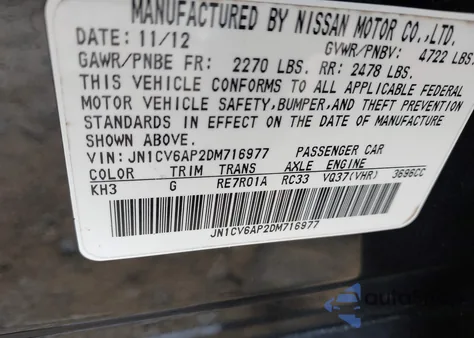 MANUFACTURED BY NISSAN MOTOR CO.,LTD.
DATE: 11/12 GVWR/PNBV: 4722 LBS.
GAWR/PNBE FR: 2270 LBS. RR: 2478 LBS.
THIS VEHICLE CONFORMS TO ALL APPLICABLE FEDERAL
MOTOR VEHICLE SAFETY,BUMPER,AND THEFT PREVENTION
STANDARDS IN EFFECT ON THE DATE OF MANUFACTURE
SHOWN ABOVE.
VIN: JN1CV6AP2DM716977 PASSENGER CAR
COLOR TRIM TRANS AXLE ENGINE
KH3 G RE7R01A RC33 VQ37(VHR) 3696CC
JN1CV6AP2DM716977